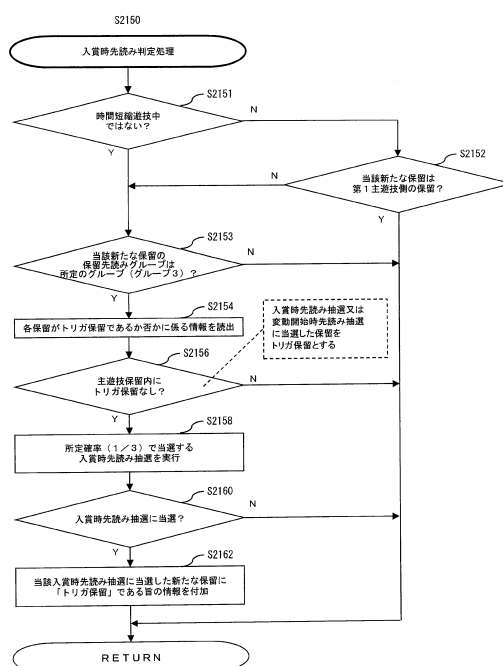 S2150
入賞時先読み判定処理
S2151
時間短縮遊技中
ではない？
N
Y
S2152
当該新たな保留は
第1主遊技側の保留？
N
Y
S2153
当該新たな保留の
保留先読みグループは
所定のグループ（グループ3）？
N
Y
S2154
各保留がトリガ保留であるか否かに係る情報を読出
入賞時先読み抽選又は
変動開始時先読み抽選
に当選した保留を
トリガ保留とする
S2156
主遊技保留内に
トリガ保留なし？
N
Y
S2158
所定確率（1／3）で当選する
入賞時先読み抽選を実行
S2160
入賞時先読み抽選に当選？
N
Y
S2162
当該入賞時先読み抽選に当選した新たな保留に
「トリガ保留」である旨の情報を付加
RETURN